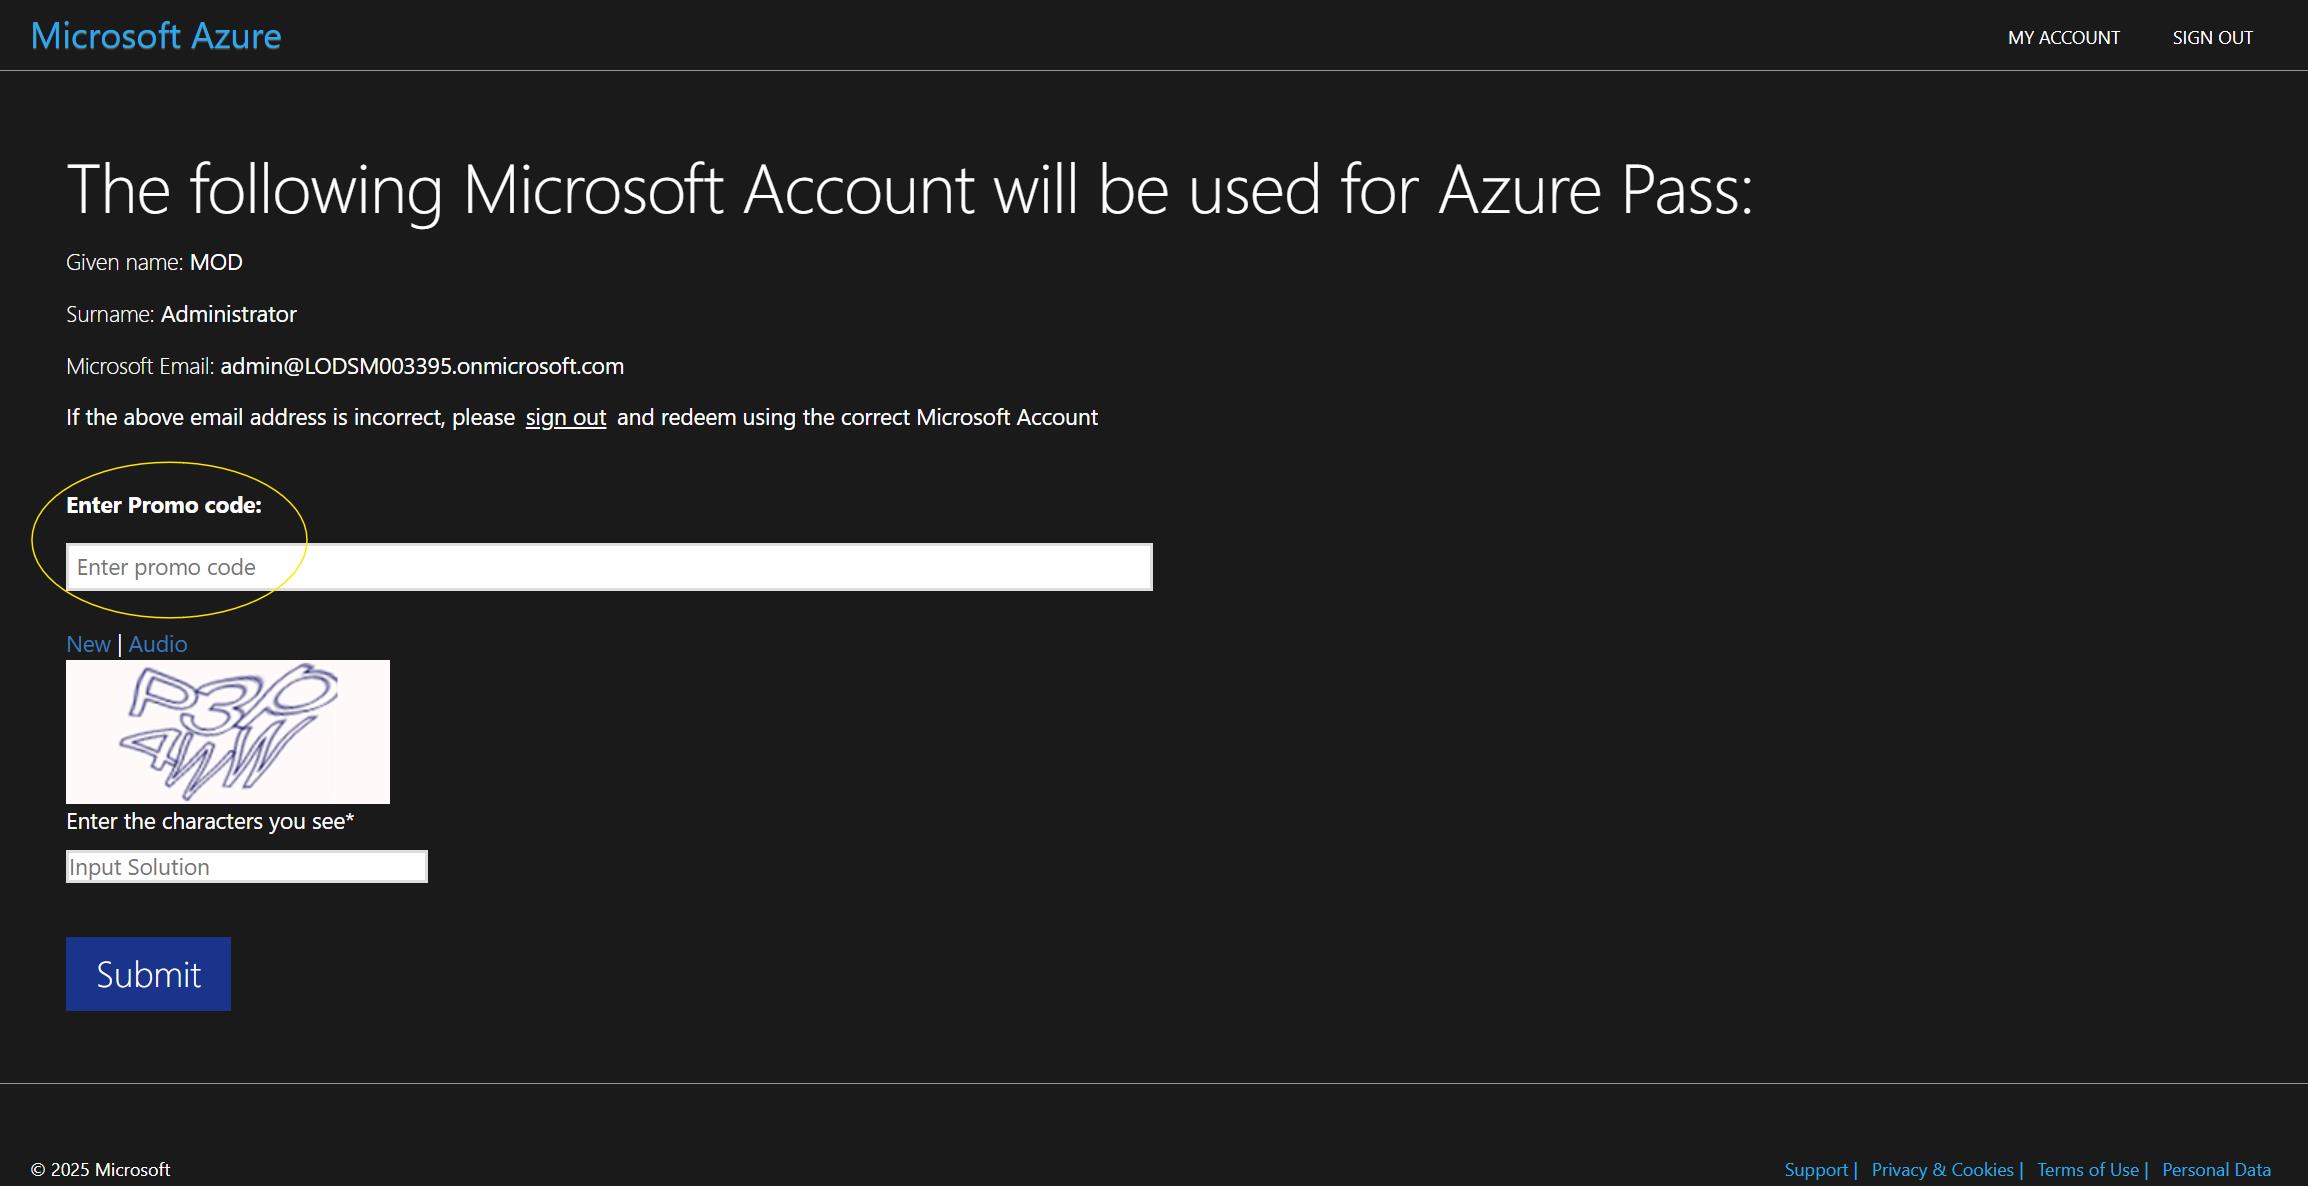 Microsoft Azure
MY ACCOUNT SIGN OUT
The following Microsoft Account will be used for Azure Pass:
Given name: MOD
Surname: Administrator
Microsoft Email: admin@LODSM003395.onmicrosoft.com
If the above email address is incorrect, please sign out and redeem using the correct Microsoft Account
Enter Promo code:
Enter promo code
New | Audio
Enter the characters you see*
Input Solution
Submit
© 2025 Microsoft
Support | Privacy & Cookies | Terms of Use | Personal Data